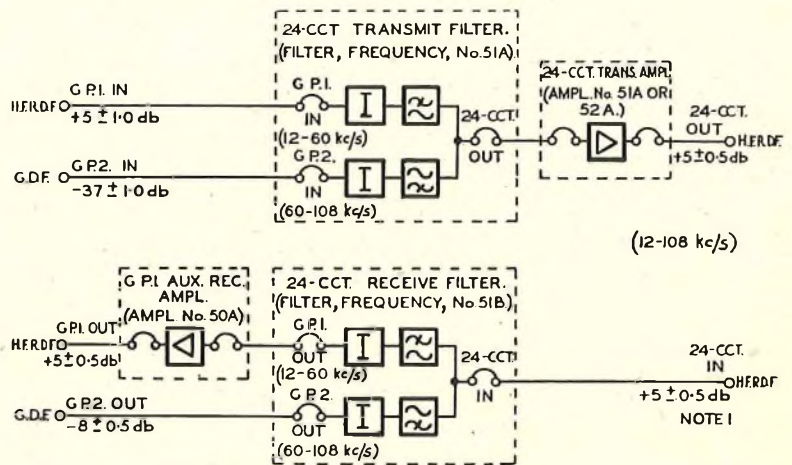 24-CCT TRANSMIT FILTER.
(FILTER, FREQUENCY, No. 51A)
24-CCT. TRANS. AMPL
(AMPL. No. 51A OR
52A.)
G P.1. IN
H.F.R.D.F
+5 ± 1·0 db
G P.1.
IN
(12-60 kc/s)
24-CCT.
OUT
24-CCT.
OUT
H.F.R.D.F.
+5±0·5 db
G.P.2. IN
G.D.F.
-37 ± 1·0 db
G.P.2.
IN
(60-108 kc/s)
(12-108 kc/s)
G P.1 AUX. REC.
AMPL.
(AMPL. No. 50A)
24-CCT. RECEIVE FILTER.
(FILTER, FREQUENCY, No 51B)
G.P.1. OUT
H.F.R.D.F
+5±0·5db
G.P.1.
OUT
(12-60 kc/s)
24-CCT.
IN
24-CCT.
IN
H.F.R.D.F
+5±0·5 db
NOTE 1
G.P.2. OUT
G.D.F
-8 ± 0·5 db
G.P.2.
OUT
(60-108 kc/s)